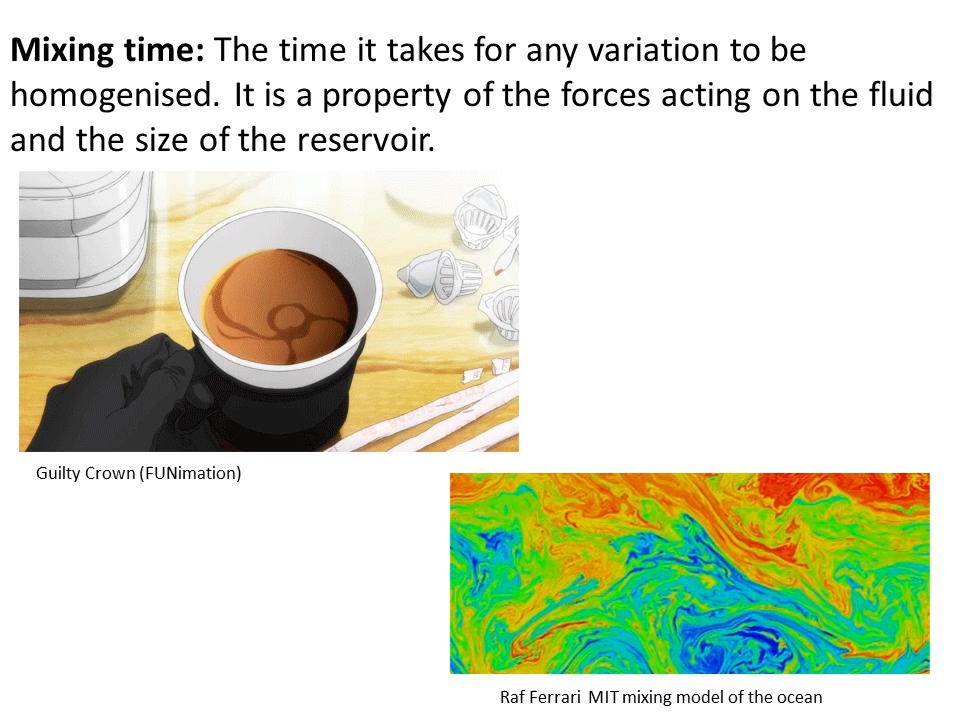 Mixing time: The time it takes for any variation to be
homogenised. It is a property of the forces acting on the fluid
and the size of the reservoir.
Guilty Crown (FUNimation)
Raf Ferrari MIT mixing model of the ocean